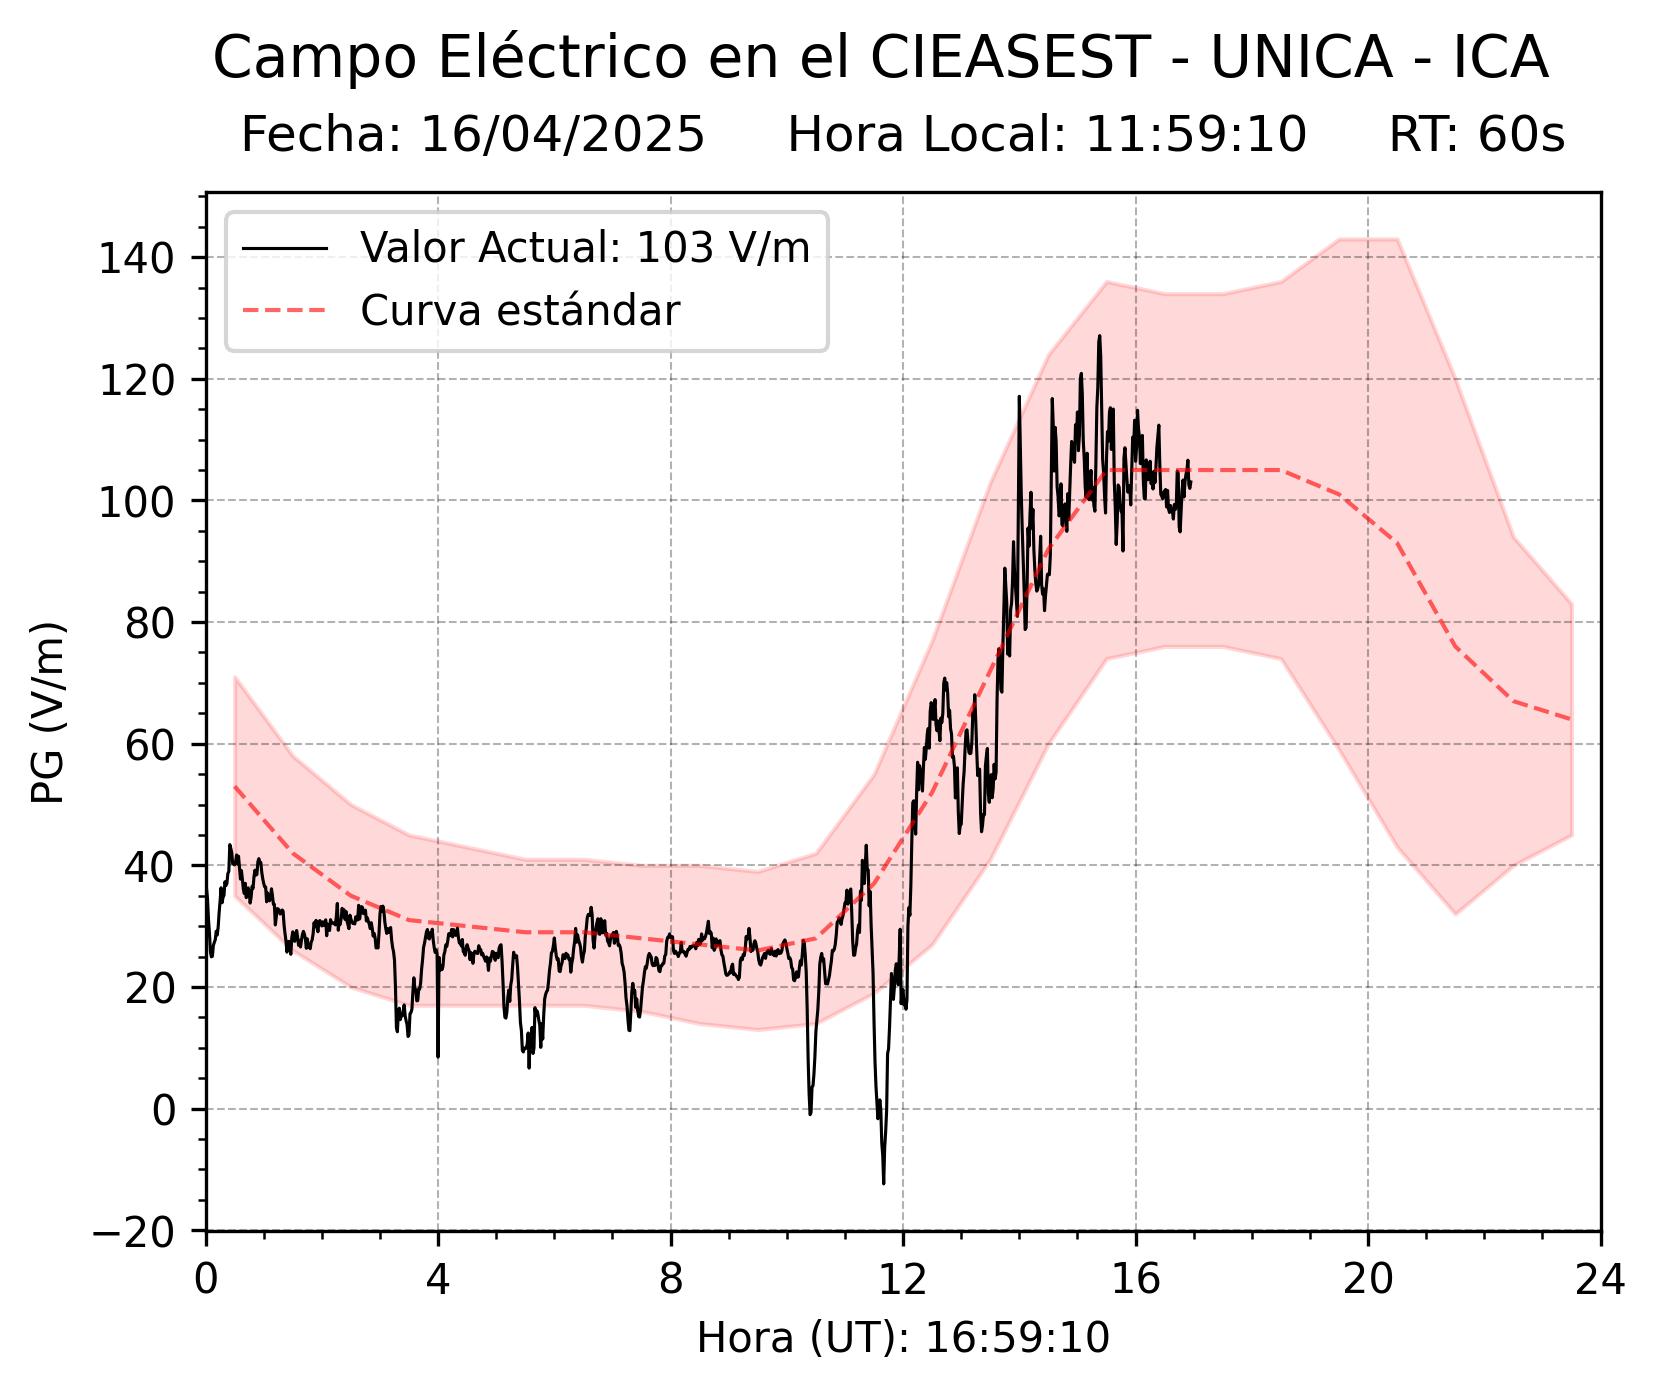 Campo Eléctrico en el CIEASEST - UNICA - ICA
Fecha: 16/04/2025 Hora Local: 11:59:10 RT: 60s
Valor Actual: 103 V/m
Curva estándar
PG (V/m)
140
120
100
80
60
40
20
0
−20
0 4 8 12 16 20 24
Hora (UT): 16:59:10